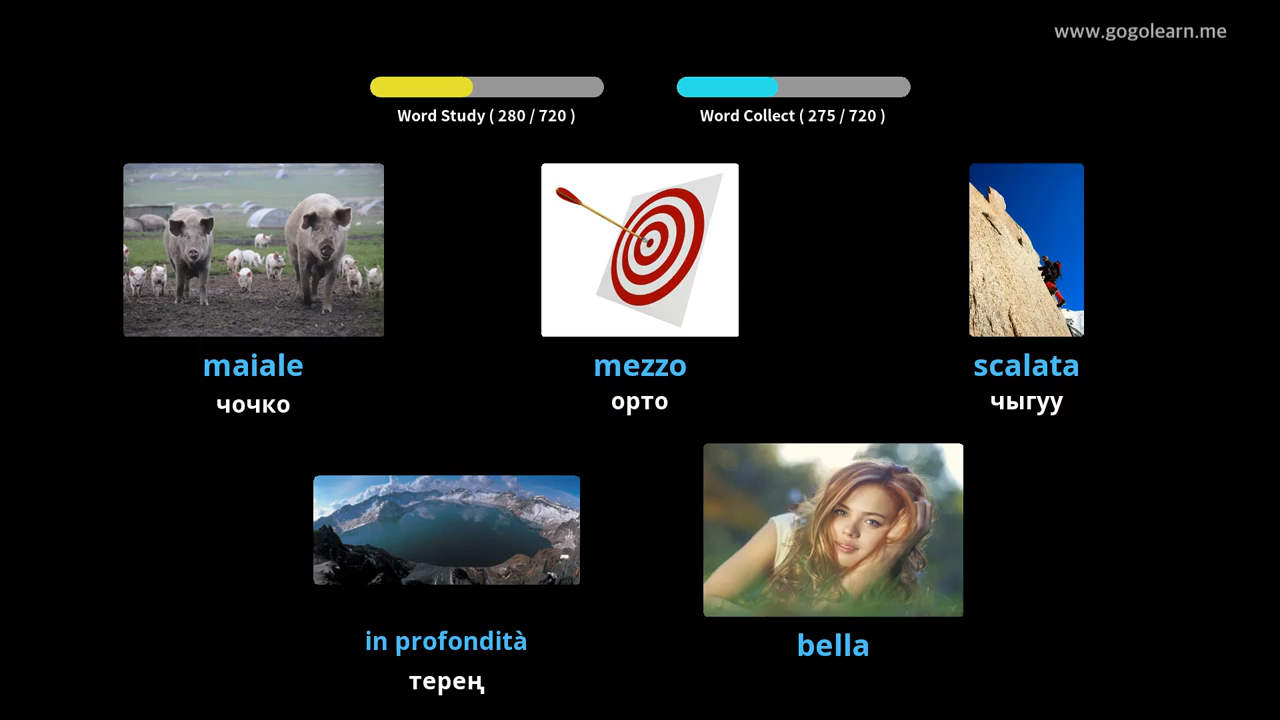 www.gogolearn.me
Word Study ( 280 / 720 )
Word Collect ( 275 / 720 )
maiale
чочко
mezzo
орто
scalata
чыгуу
in profondità
терең
bella